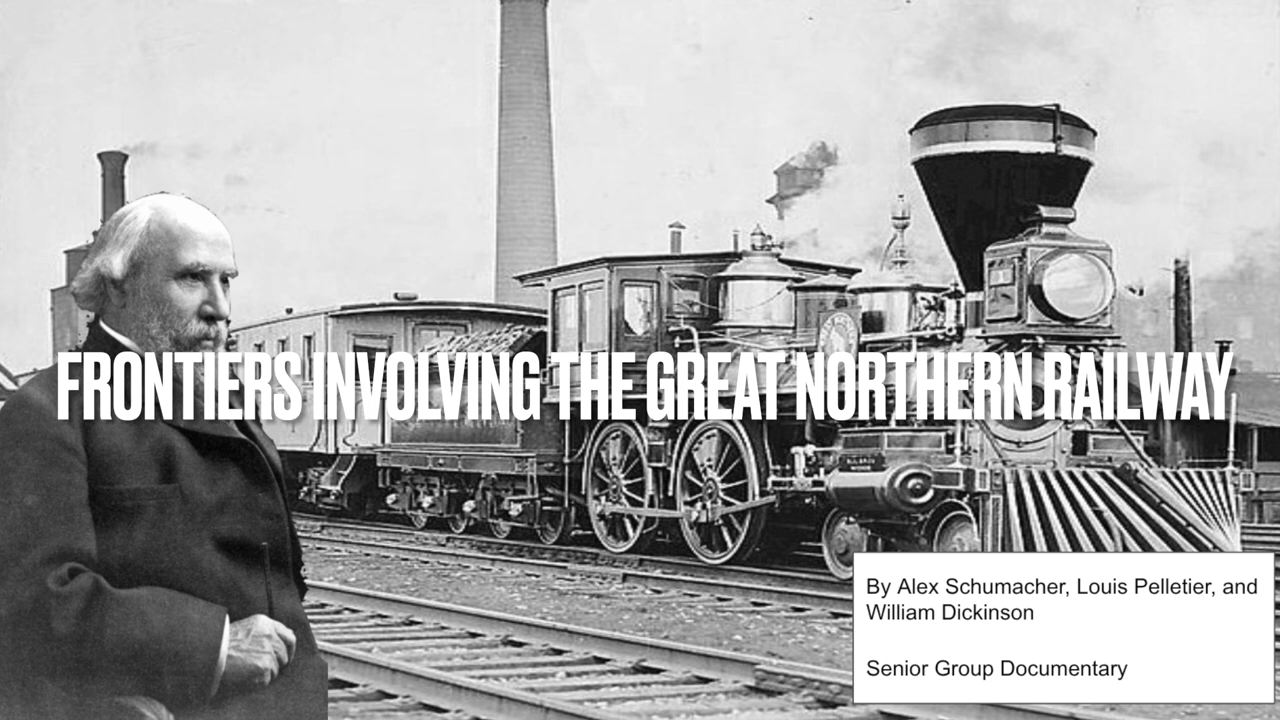 FRONTIERS INVOLVING THE GREAT NORTHERN RAILWAY
By Alex Schumacher, Louis Pelletier, and
William Dickinson
Senior Group Documentary